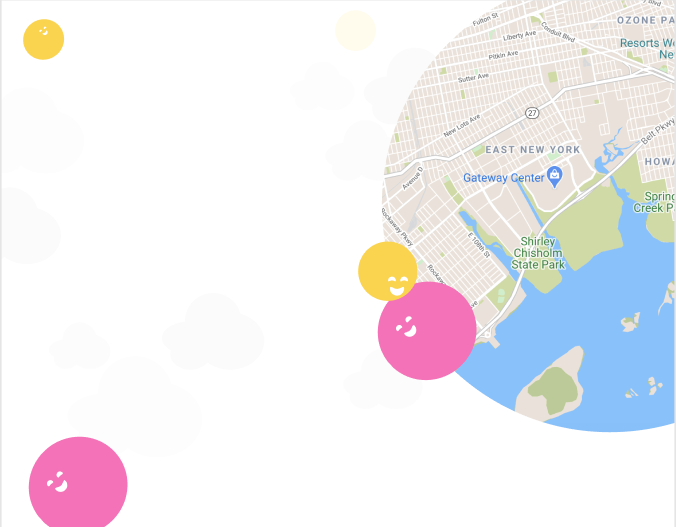 Fulton St
Liberty Ave
Conduit Blvd
OZONE PA
Resorts W
Ne
Pitkin Ave
Sutter Ave
New Lots Ave
27
Belt Pkwy
EAST NEW YORK
HOWA
Avenue D
Gateway Center
Spring
Creek P
Rockaway Pkwy
E 108th St
Shirley
Chisholm
State Park
Rockaw